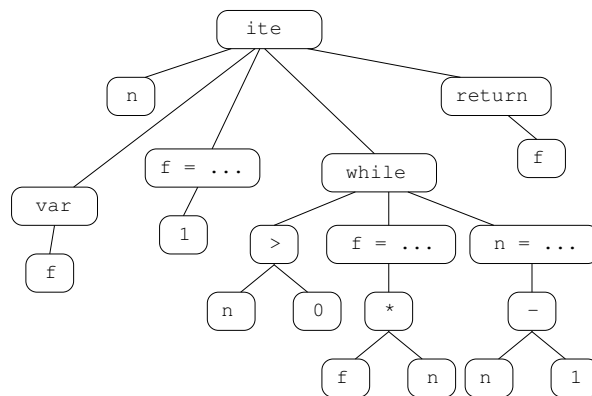 ite
n
return
f = ...
f
while
var
1
>
f = ...
n = ...
f
n
0
*
-
f
n
n
1